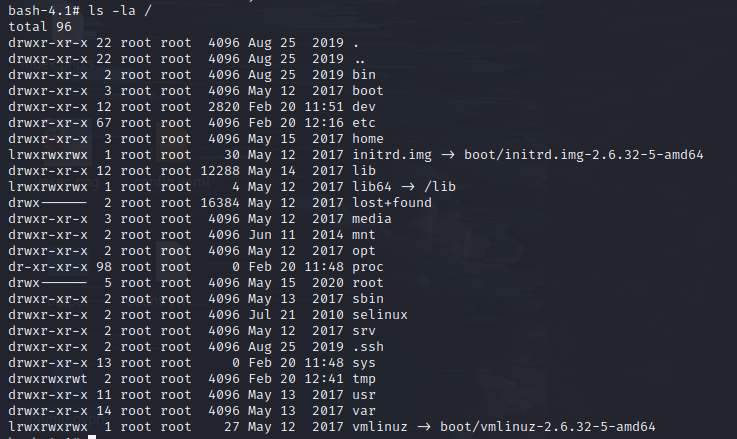 bash-4.1# ls -la /
total 96
drwxr-xr-x 22 root root  4096 Aug 25  2019 .
drwxr-xr-x 22 root root  4096 Aug 25  2019 ..
drwxr-xr-x  2 root root  4096 Aug 25  2019 bin
drwxr-xr-x  3 root root  4096 May 12  2017 boot
drwxr-xr-x 12 root root  2820 Feb 20 11:51 dev
drwxr-xr-x 67 root root  4096 Feb 20 12:16 etc
drwxr-xr-x  3 root root  4096 May 15  2017 home
lrwxrwxrwx  1 root root    30 May 12  2017 initrd.img -> boot/initrd.img-2.6.32-5-amd64
drwxr-xr-x 12 root root 12288 May 14  2017 lib
lrwxrwxrwx  1 root root     4 May 12  2017 lib64 -> /lib
drwx------  2 root root 16384 May 12  2017 lost+found
drwxr-xr-x  3 root root  4096 May 12  2017 media
drwxr-xr-x  2 root root  4096 Jun 11  2014 mnt
drwxr-xr-x  2 root root  4096 May 12  2017 opt
dr-xr-xr-x 98 root root     0 Feb 20 11:48 proc
drwx------  5 root root  4096 May 15  2020 root
drwxr-xr-x  2 root root  4096 May 13  2017 sbin
drwxr-xr-x  2 root root  4096 Jul 21  2010 selinux
drwxr-xr-x  2 root root  4096 May 12  2017 srv
drwxr-xr-x  2 root root  4096 Aug 25  2019 .ssh
drwxr-xr-x 13 root root     0 Feb 20 11:48 sys
drwxrwxrwt  2 root root  4096 Feb 20 12:41 tmp
drwxr-xr-x 11 root root  4096 May 13  2017 usr
drwxr-xr-x 14 root root  4096 May 13  2017 var
lrwxrwxrwx  1 root root    27 May 12  2017 vmlinuz -> boot/vmlinuz-2.6.32-5-amd64